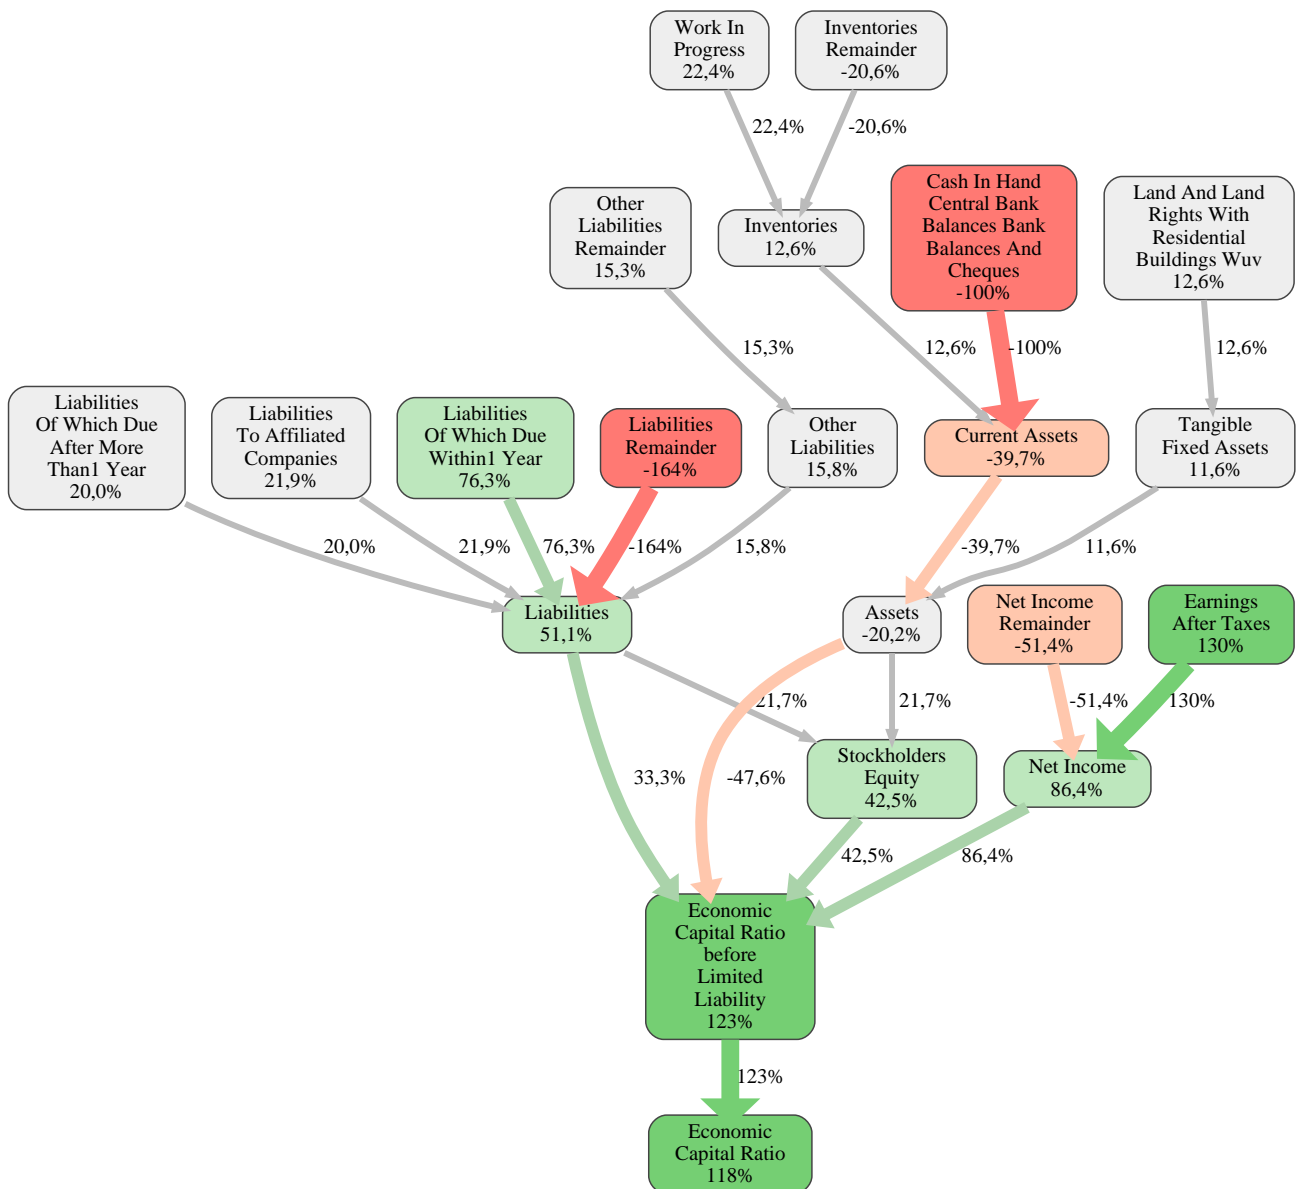 Work In
Progress
22,4%
Inventories
Remainder
-20,6%
22,4%
-20,6%
Other
Liabilities
Remainder
15,3%
Inventories
12,6%
Cash In Hand
Central Bank
Balances Bank
Balances And
Cheques
-100%
Land And Land
Rights With
Residential
Buildings Wuv
12,6%
15,3%
12,6%
-100%
12,6%
Liabilities
Of Which Due
After More
Than1 Year
20,0%
Liabilities
To Affiliated
Companies
21,9%
Liabilities
Of Which Due
Within1 Year
76,3%
Liabilities
Remainder
-164%
Other
Liabilities
15,8%
Current Assets
-39,7%
Tangible
Fixed Assets
11,6%
20,0%
21,9%
76,3%
-164%
15,8%
-39,7%
11,6%
Liabilities
51,1%
Assets
-20,2%
Net Income
Remainder
-51,4%
Earnings
After Taxes
130%
21,7%
21,7%
-51,4%
130%
Stockholders
Equity
42,5%
Net Income
86,4%
33,3%
-47,6%
42,5%
86,4%
Economic
Capital Ratio
before
Limited
Liability
123%
123%
Economic
Capital Ratio
118%